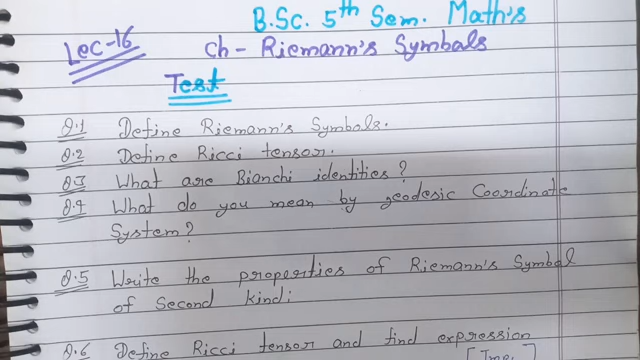 B.Sc. 5th Sem. Math's
Lec-16
Ch - Riemann's Symbols
Test
Q.1 Define Riemann's Symbols.
Q.2 Define Ricci tensor.
Q.3 What are Bianchi identities?
Q.4 What do you mean by geodesic Coordinate
System?
Q.5 Write the properties of Riemann's Symbol
of Second kind:
Q.6 Define Ricci tensor and find expression
[Imp.]